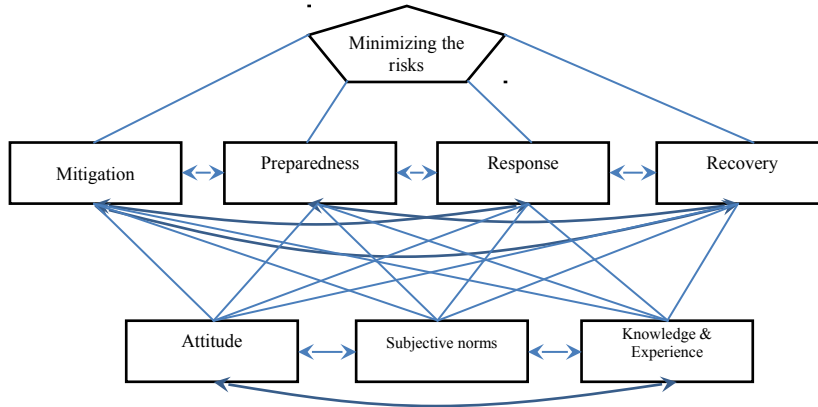 Minimizing the
risks
Mitigation
Preparedness
Response
Recovery
Attitude
Subjective norms
Knowledge &
Experience